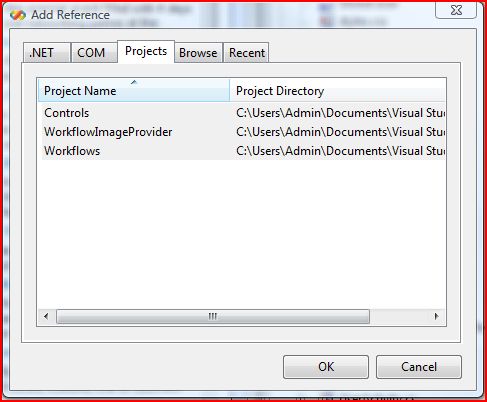 Add Reference
.NET COM Projects Browse Recent
Project Name Project Directory
Controls C:\Users\Admin\Documents\Visual Stu
WorkflowImageProvider C:\Users\Admin\Documents\Visual Stu
Workflows C:\Users\Admin\Documents\Visual Stu
OK Cancel